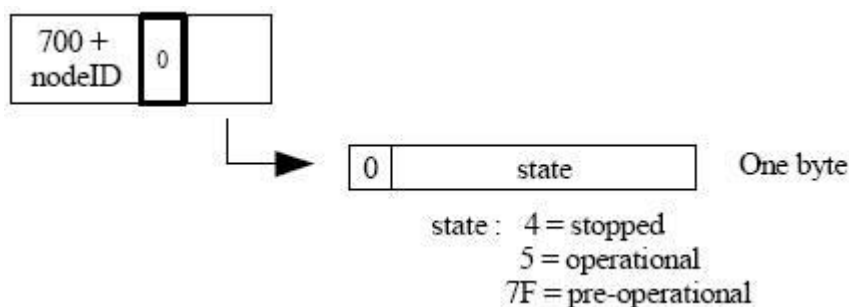 700 +
nodeID
0
0
state
One byte
state : 4 = stopped
5 = operational
7F = pre-operational